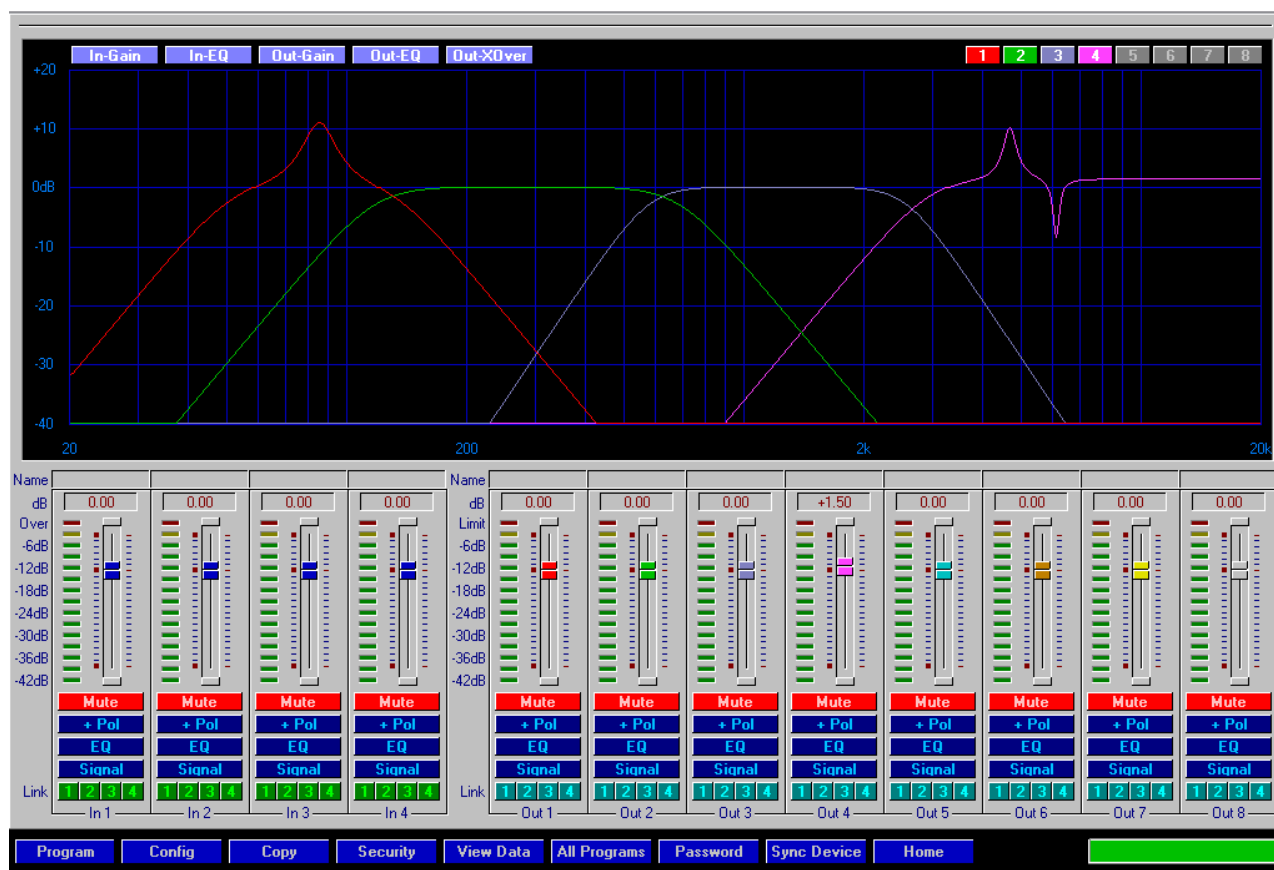 In-Gain In-EQ Out-Gain Out-EQ Out-XOver 1 2 3 4 5 6 7 8
+20
+10
0dB
-10
-20
-30
-40
20 200 2k 20k
Name Name
dB 0.00 0.00 0.00 0.00 dB 0.00 0.00 0.00 +1.50 0.00 0.00 0.00 0.00
Over Limit
-6dB -6dB
-12dB -12dB
-18dB -18dB
-24dB -24dB
-30dB -30dB
-36dB -36dB
-42dB -42dB
Mute Mute Mute Mute Mute Mute Mute Mute Mute Mute Mute Mute
+ Pol + Pol + Pol + Pol + Pol + Pol + Pol + Pol + Pol + Pol + Pol + Pol
EQ EQ EQ EQ EQ EQ EQ EQ EQ EQ EQ EQ
Signal Signal Signal Signal Signal Signal Signal Signal Signal Signal Signal Signal
Link 1 2 3 4 1 2 3 4 1 2 3 4 1 2 3 4 Link 1 2 3 4 1 2 3 4 1 2 3 4 1 2 3 4 1 2 3 4 1 2 3 4 1 2 3 4 1 2 3 4
In 1 In 2 In 3 In 4 Out 1 Out 2 Out 3 Out 4 Out 5 Out 6 Out 7 Out 8
Program Config Copy Security View Data All Programs Password Sync Device Home